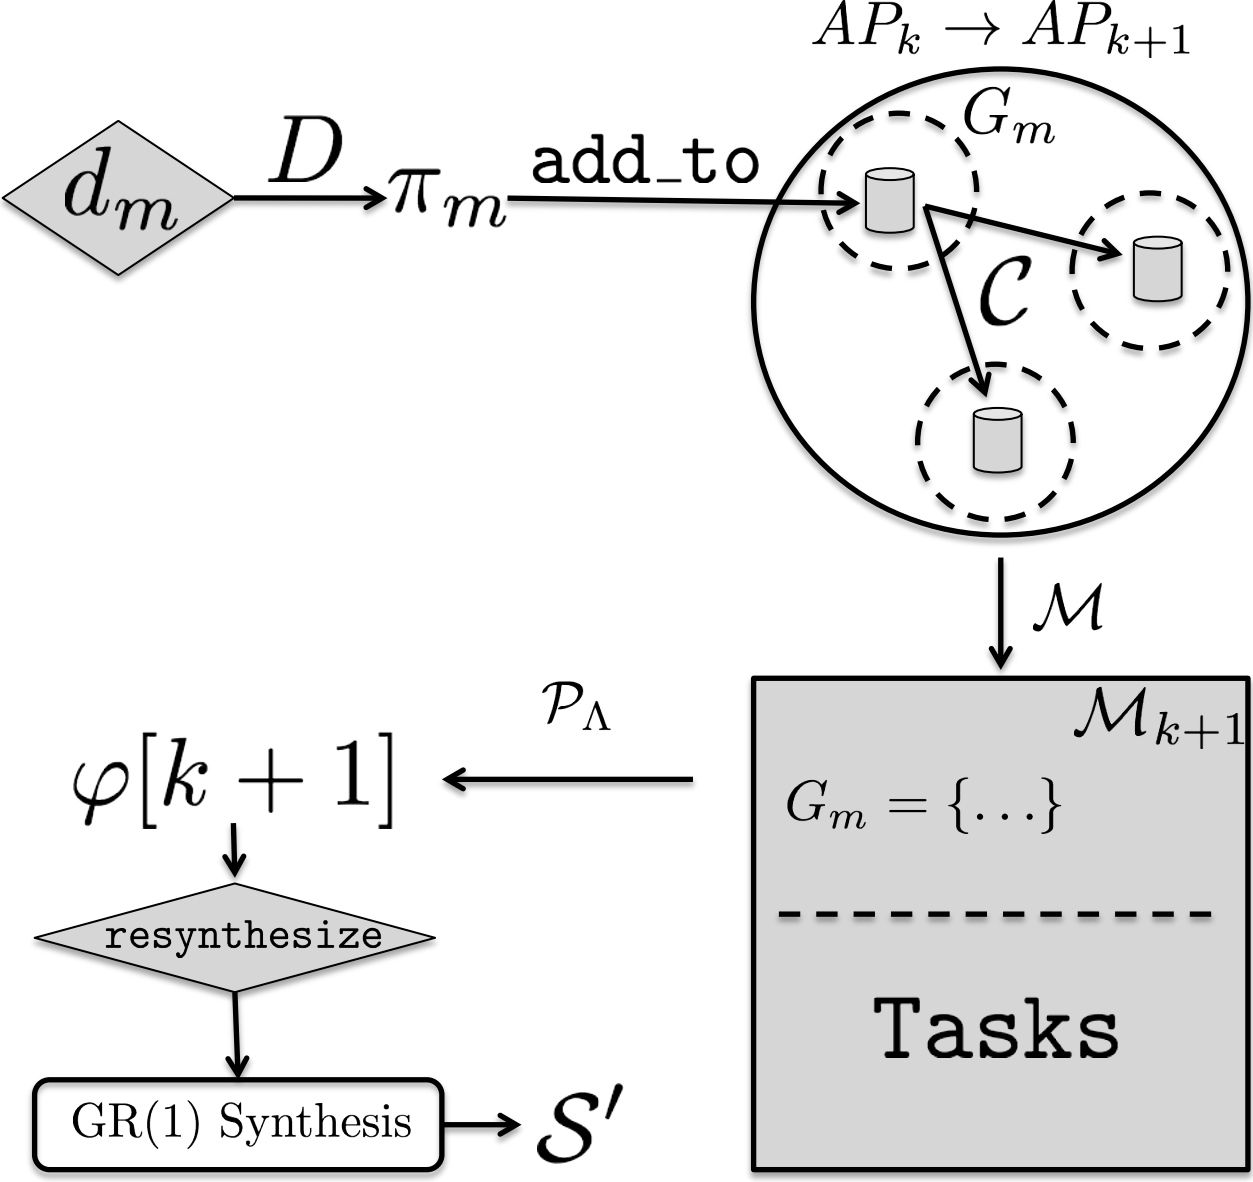 AP_k → AP_{k+1}
G_m
d_m
D
π_m
add_to
C
M
M_{k+1}
P_Λ
φ[k + 1]
G_m = {...}
resynthesize
Tasks
GR(1) Synthesis
S′